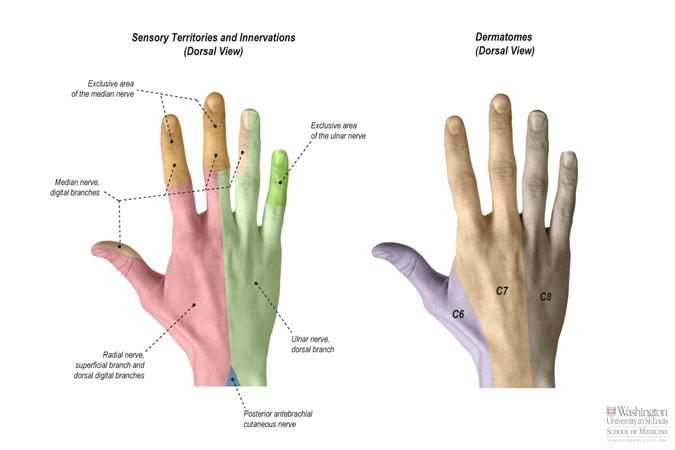 Sensory Territories and Innervations
(Dorsal View)
Dermatomes
(Dorsal View)
Exclusive area
of the median nerve
Exclusive area
of the ulnar nerve
Median nerve,
digital branches
C6
C7
C8
Radial nerve,
superficial branch and
dorsal digital branches
Ulnar nerve,
dorsal branch
Posterior antebrachial
cutaneous nerve
Washington
University in St. Louis
SCHOOL OF MEDICINE